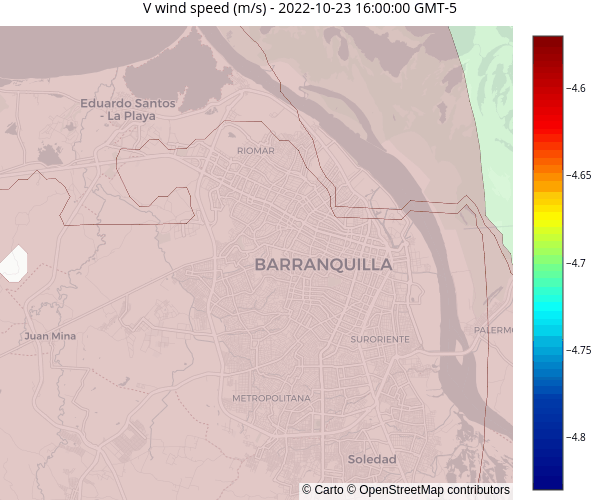 V wind speed (m/s) - 2022-10-23 16:00:00 GMT-5
Eduardo Santos
- La Playa
RIOMAR
BARRANQUILLA
Juan Mina
SURORIENTE
PALERMO
METROPOLITANA
Soledad
−4.6
−4.65
−4.7
−4.75
−4.8
© Carto © OpenStreetMap contributors